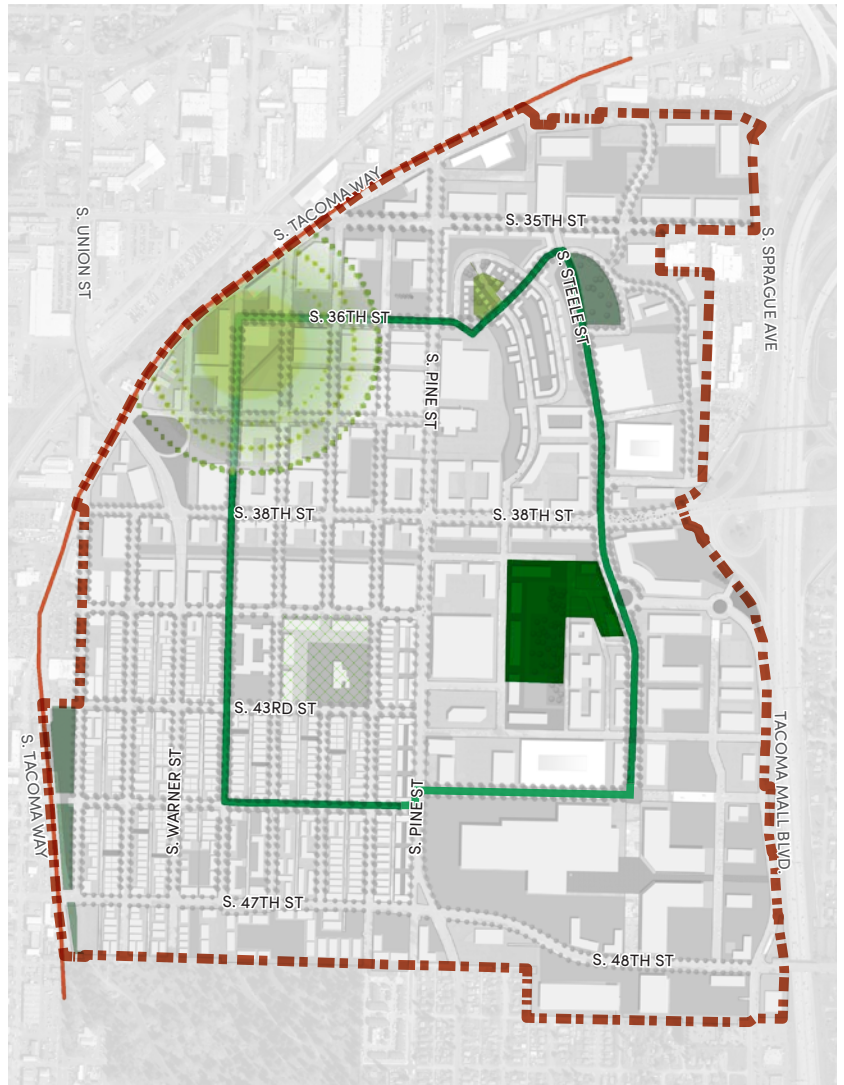 S. TACOMA WAY
S. UNION ST
S. 35TH ST
S. SPRAGUE AVE
S. STEELE ST
S. 36TH ST
S. PINE ST
S. 38TH ST
S. 38TH ST
S. 43RD ST
S. TACOMA WAY
S. WARNER ST
S. PINE ST
TACOMA MALL BLVD.
S. 47TH ST
S. 48TH ST